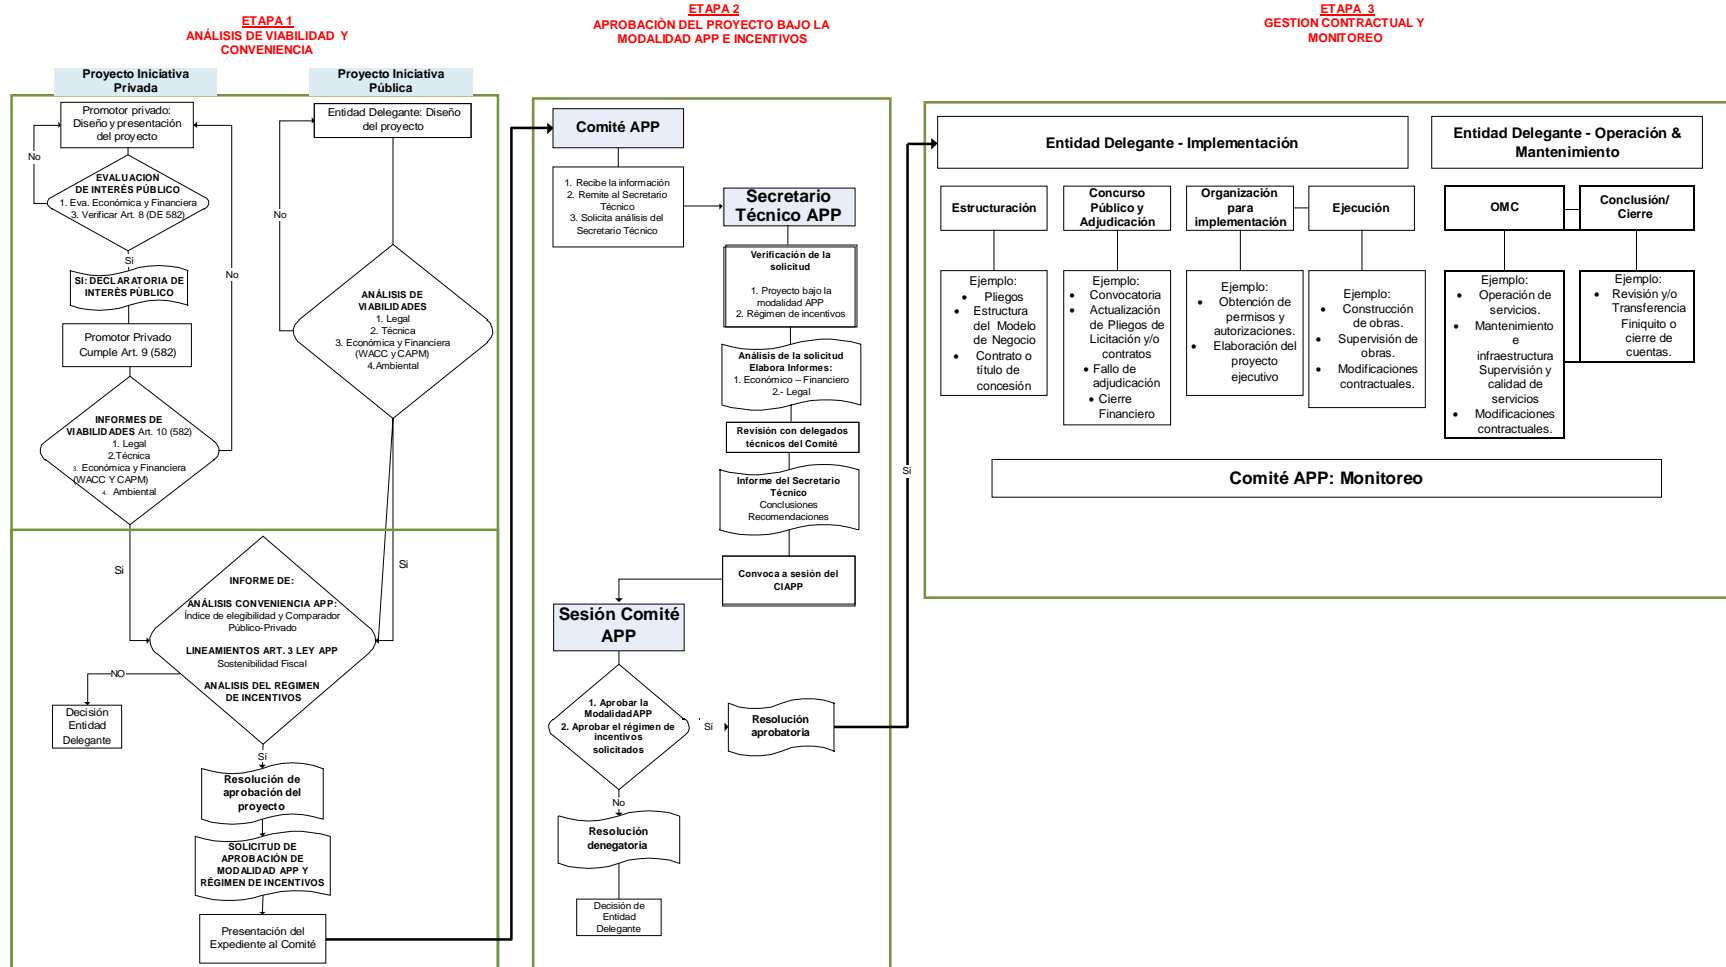 ETAPA 1
ANÁLISIS DE VIABILIDAD Y
CONVENIENCIA
Proyecto Iniciativa
Privada
Proyecto Iniciativa
Pública
Promotor privado:
Diseño y presentación
del proyecto
Entidad Delegante: Diseño
del proyecto
No
EVALUACION
DE INTERÉS PÚBLICO
1. Eva. Económica y Financiera
3. Verificar Art. 8 (DE 582)
No
Sí
No
SI: DECLARATORIA DE
INTERÉS PÚBLICO
Promotor Privado
Cumple Art. 9 (582)
ANÁLISIS DE
VIABILIDADES
1. Legal
2. Técnica
3. Económica y Financiera
(WACC y CAPM)
4.Ambiental
INFORMES DE
VIABILIDADES Art. 10 (582)
1. Legal
2.Técnica
3. Económica y Financiera
(WACC Y CAPM)
4. Ambiental
Si
Si
INFORME DE:
ANÁLISIS CONVENIENCIA APP:
Índice de elegibilidad y Comparador
Público-Privado
LINEAMIENTOS ART. 3 LEY APP
Sostenibilidad Fiscal
ANÁLISIS DEL RÉGIMEN
DE INCENTIVOS
NO
Decisión
Entidad
Delegante
Sí
Resolución de
aprobación del
proyecto
SOLICITUD DE
APROBACIÓN DE
MODALIDAD APP Y
RÉGIMEN DE INCENTIVOS
Presentación del
Expediente al Comité
ETAPA 2
APROBACIÒN DEL PROYECTO BAJO LA
MODALIDAD APP E INCENTIVOS
Comité APP
1. Recibe la información
2. Remite al Secretario
Técnico
3. Solicita análisis del
Secretario Técnico
Secretario
Técnico APP
Verificación de la
solicitud
1. Proyecto bajo la
modalidad APP
2. Régimen de incentivos
Análisis de la solicitud
Elabora Informes:
1. Económico – Financiero
2.- Legal
Revisión con delegados
técnicos del Comité
Informe del Secretario
Técnico
Conclusiones
Recomendaciones
Convoca a sesión del
CIAPP
Sesión Comité
APP
1. Aprobar la
ModalidadAPP
2. Aprobar el régimen de
incentivos
solicitados
Sí
Resolución
aprobatoria
No
Resolución
denegatoria
Decisión de
Entidad
Delegante
Sí
ETAPA 3
GESTION CONTRACTUAL Y
MONITOREO
Entidad Delegante - Implementación
Entidad Delegante - Operación &
Mantenimiento
Estructuración
Concurso
Público y
Adjudicación
Organización
para
implementación
Ejecución
OMC
Conclusión/
Cierre
Ejemplo:
• Pliegos
• Estructura
del Modelo
de Negocio
• Contrato o
título de
concesión
Ejemplo:
• Convocatoria
• Actualización
de Pliegos de
Licitación y/o
contratos
• Fallo de
adjudicación
• Cierre
Financiero
Ejemplo:
• Obtención de
permisos y
autorizaciones.
• Elaboración del
proyecto
ejecutivo
Ejemplo:
• Construcción
de obras.
• Supervisión de
obras.
• Modificaciones
contractuales.
Ejemplo:
• Operación de
servicios.
• Mantenimiento
e
infraestructura
Supervisión y
calidad de
servicios
• Modificaciones
contractuales.
Ejemplo:
• Revisión y/o
Transferencia
Finiquito o
cierre de
cuentas.
Comité APP: Monitoreo